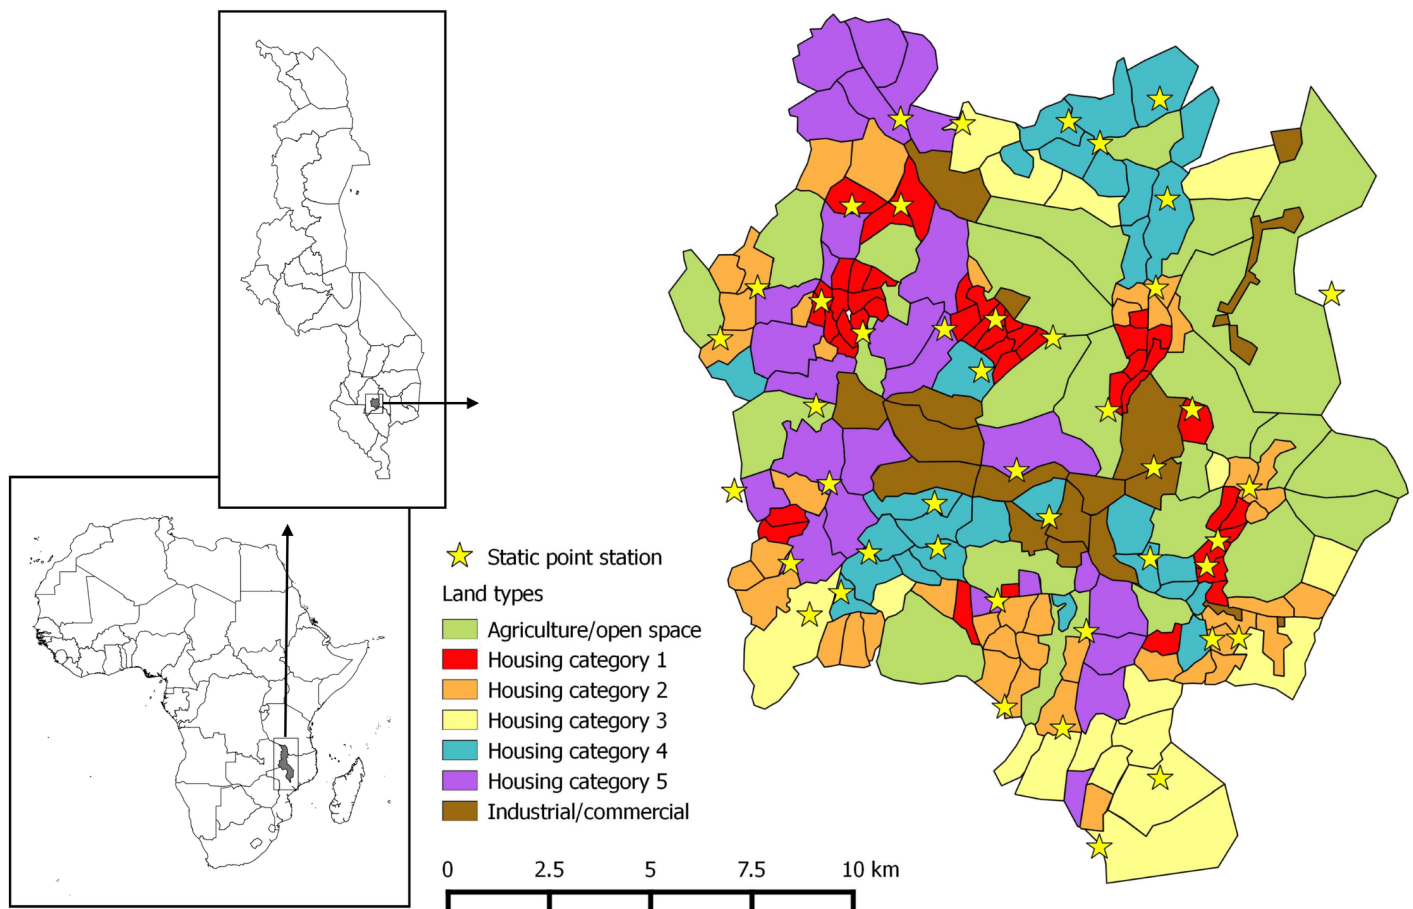 Static point station
Land types
Agriculture/open space
Housing category 1
Housing category 2
Housing category 3
Housing category 4
Housing category 5
Industrial/commercial
0 2.5 5 7.5 10 km